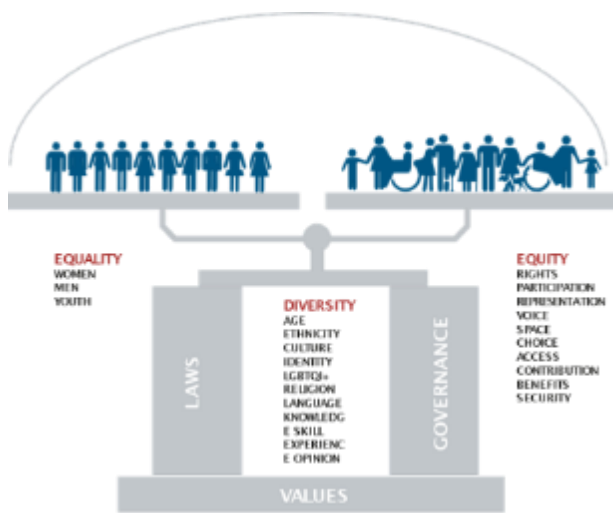 EQUALITY
WOMEN
MEN
YOUTH
DIVERSITY
AGE
ETHNICITY
CULTURE
IDENTITY
LGBTQI+
RELIGION
LANGUAGE
KNOWLEDG
E SKILL
EXPERIENC
E OPINION
EQUITY
RIGHTS
PARTICIPATION
REPRESENTATION
VOICE
SPACE
CHOICE
ACCESS
CONTRIBUTION
BENEFITS
SECURITY
LAWS
GOVERNANCE
VALUES